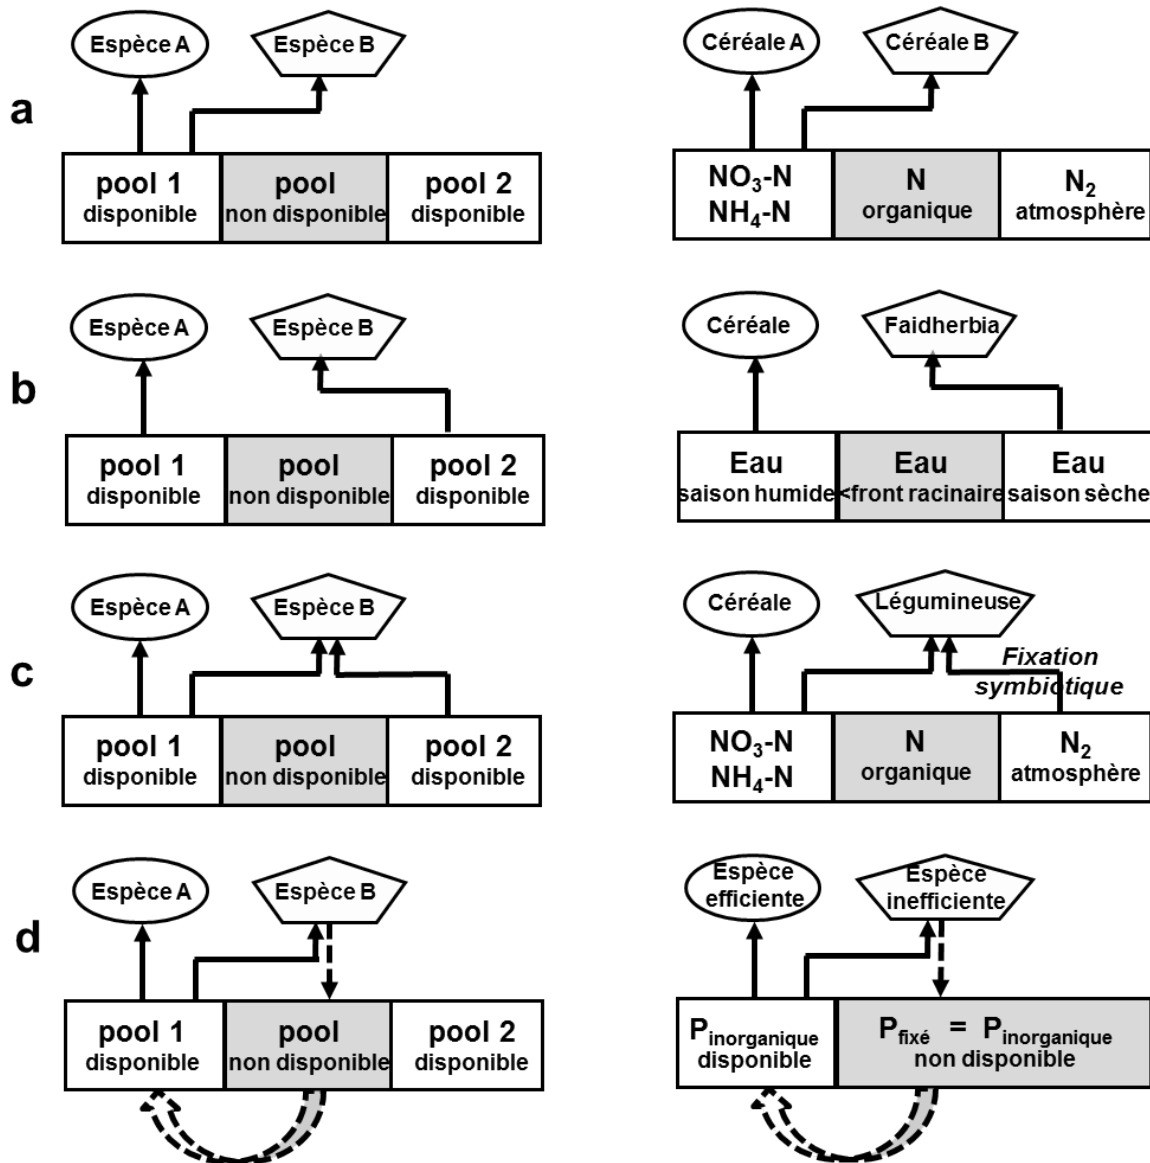 Espèce A
Espèce B
Céréale A
Céréale B
a
pool 1
disponible
pool
non disponible
pool 2
disponible
NO₃-N
NH₄-N
N
organique
N₂
atmosphère
Espèce A
Espèce B
Céréale
Faidherbia
b
pool 1
disponible
pool
non disponible
pool 2
disponible
Eau
saison humide
Eau
<front racinaire
Eau
saison sèche
Espèce A
Espèce B
Céréale
Légumineuse
Fixation
symbiotique
c
pool 1
disponible
pool
non disponible
pool 2
disponible
NO₃-N
NH₄-N
N
organique
N₂
atmosphère
Espèce A
Espèce B
Espèce
efficiente
Espèce
inefficiente
d
pool 1
disponible
pool
non disponible
pool 2
disponible
Pinorganique
disponible
Pfixé = Pinorganique
non disponible